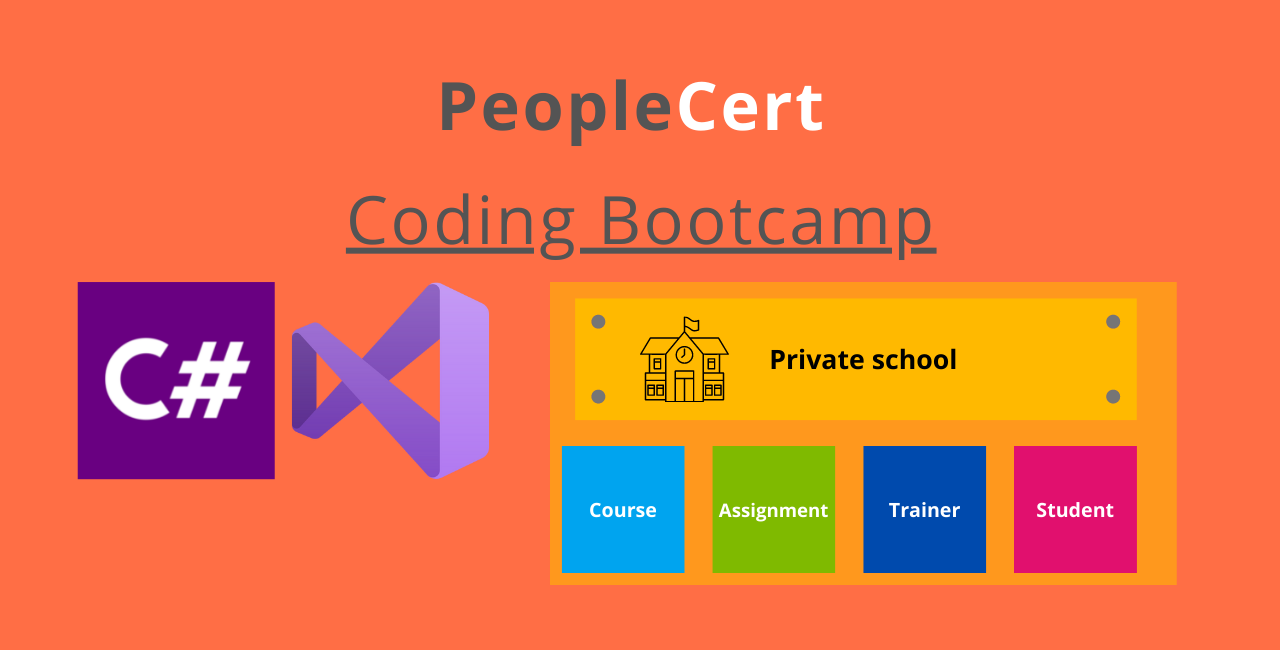 PeopleCert
Coding Bootcamp
C#
Private school
Course
Assignment
Trainer
Student